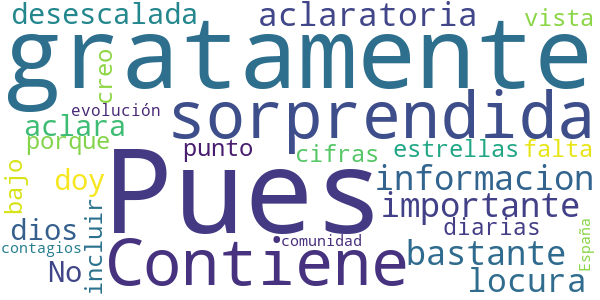 desescalada
aclaratoria
vista
gratamente
creo
evolución
sorprendida
aclara
porque
punto
cifras
estrellas
falta
bajo
doy
Pues
informacion
incluir
importante
dios
diarias
España
contagios
comunidad
Contiene
bastante
No
locura